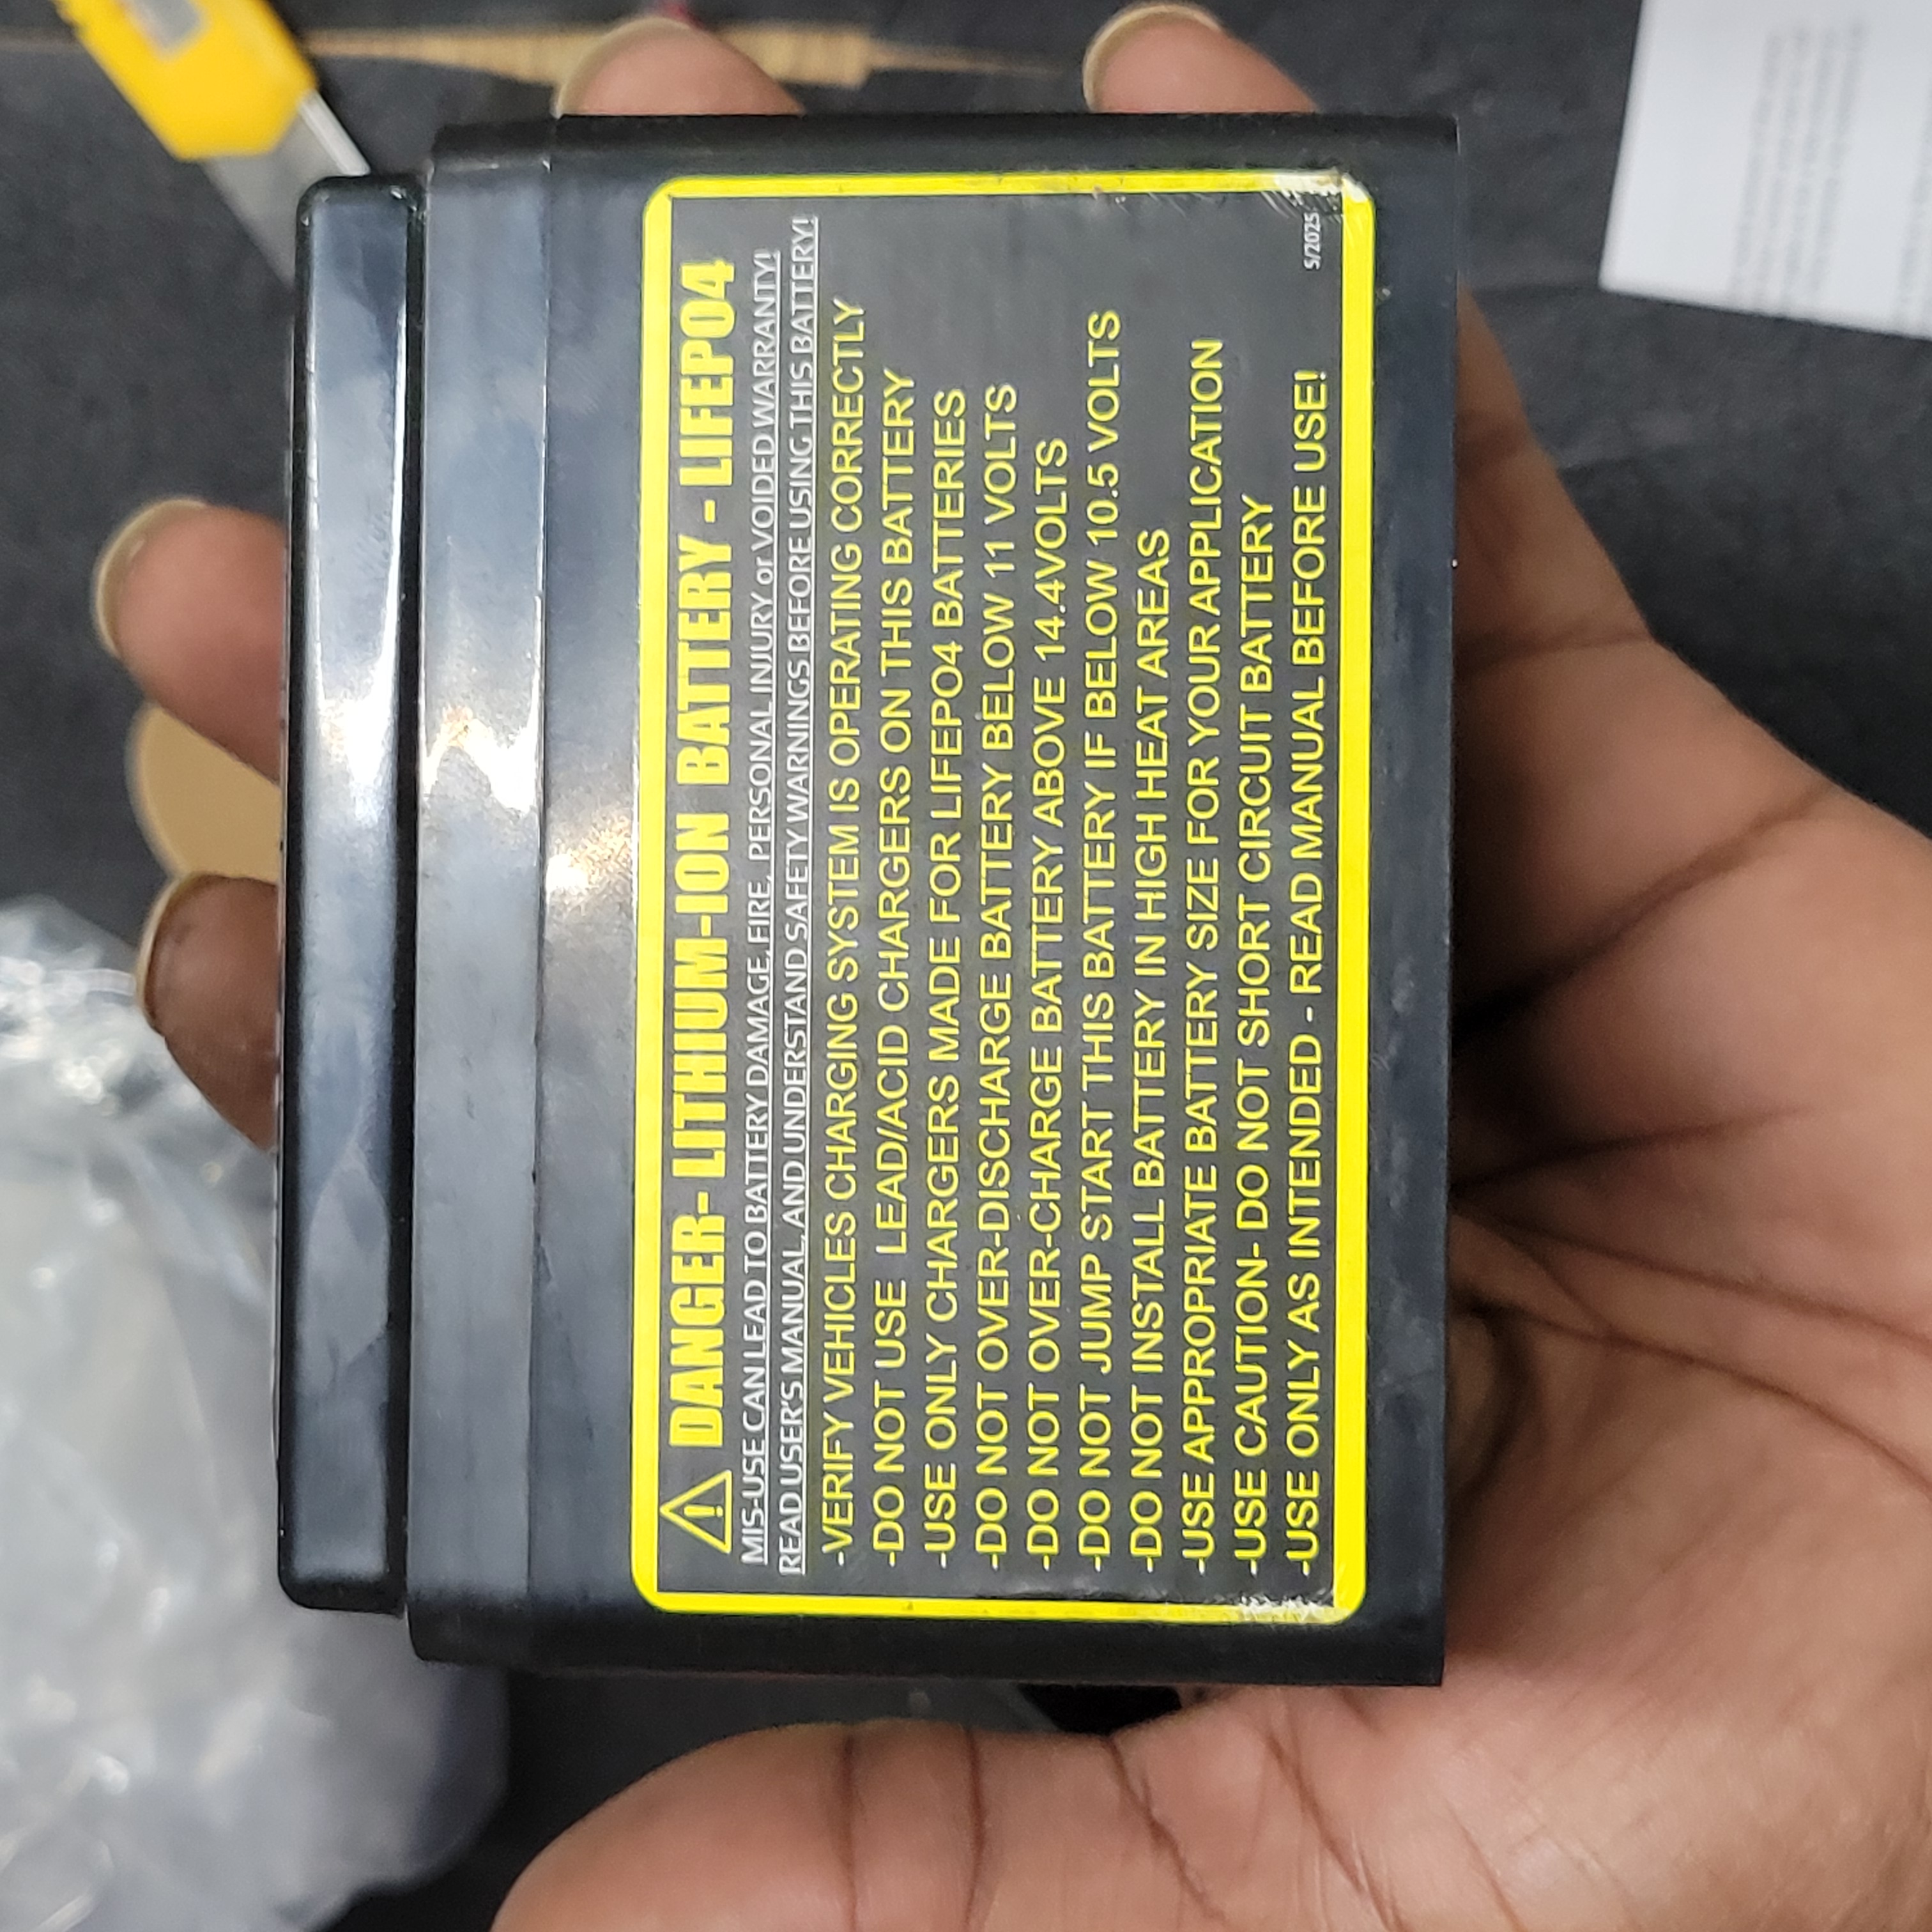 DANGER- LITHIUM-ION BATTERY - LIFEPO4
MIS-USE CAN LEAD TO BATTERY DAMAGE, FIRE, PERSONAL INJURY or VOIDED WARRANTY!
READ USER'S MANUAL, AND UNDERSTAND SAFETY WARNINGS BEFORE USING THIS BATTERY!
-VERIFY VEHICLES CHARGING SYSTEM IS OPERATING CORRECTLY
-DO NOT USE LEAD/ACID CHARGERS ON THIS BATTERY
-USE ONLY CHARGERS MADE FOR LIFEPO4 BATTERIES
-DO NOT OVER-DISCHARGE BATTERY BELOW 11 VOLTS
-DO NOT OVER-CHARGE BATTERY ABOVE 14.4VOLTS
-DO NOT JUMP START THIS BATTERY IF BELOW 10.5 VOLTS
-DO NOT INSTALL BATTERY IN HIGH HEAT AREAS
-USE APPROPRIATE BATTERY SIZE FOR YOUR APPLICATION
-USE CAUTION- DO NOT SHORT CIRCUIT BATTERY
-USE ONLY AS INTENDED - READ MANUAL BEFORE USE!
5/2025